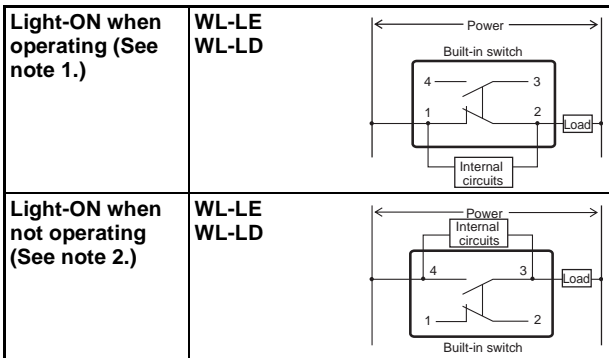 Light-ON when
operating (See
note 1.)
WL-LE
WL-LD
Power
Built-in switch
4 3
1 2
Load
Internal
circuits
Light-ON when
not operating
(See note 2.)
WL-LE
WL-LD
Power
Internal
circuits
4 3
Load
1 2
Built-in switch